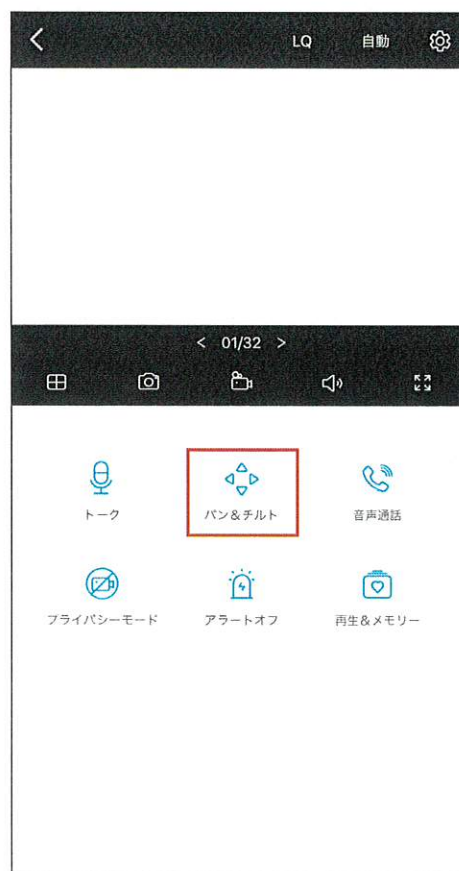 LQ 自動
< 01/32 >
トーク パン&チルト 音声通話
プライバシーモード アラートオフ 再生&メモリー